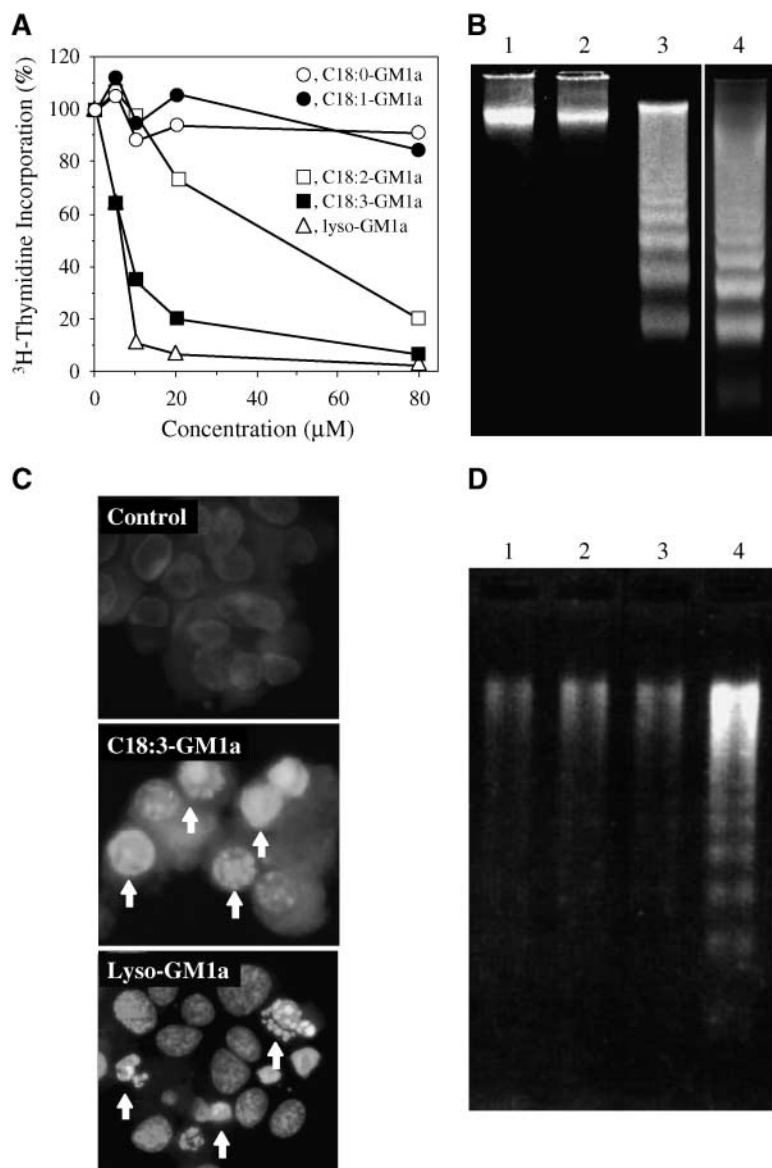 A
³H-Thymidine Incorporation (%)
120
100
80
60
40
20
0
○, C18:0-GM1a
●, C18:1-GM1a
□, C18:2-GM1a
■, C18:3-GM1a
△, lyso-GM1a
0 20 40 60 80
Concentration (μM)
B
1 2 3 4
C
Control
C18:3-GM1a
Lyso-GM1a
D
1 2 3 4